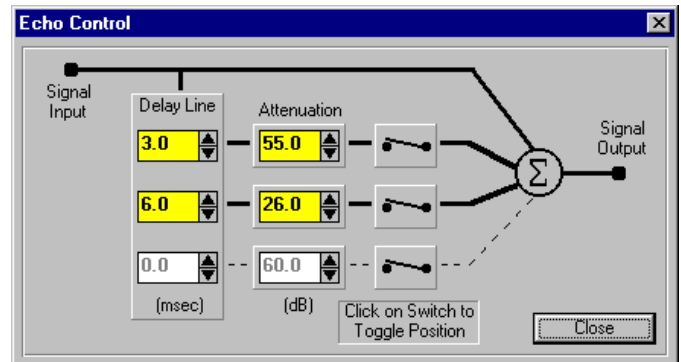 Echo Control
Signal
Input
Delay Line
Attenuation
Signal
Output
3.0
55.0
Σ
6.0
26.0
0.0
60.0
(msec)
(dB)
Click on Switch to
Toggle Position
Close